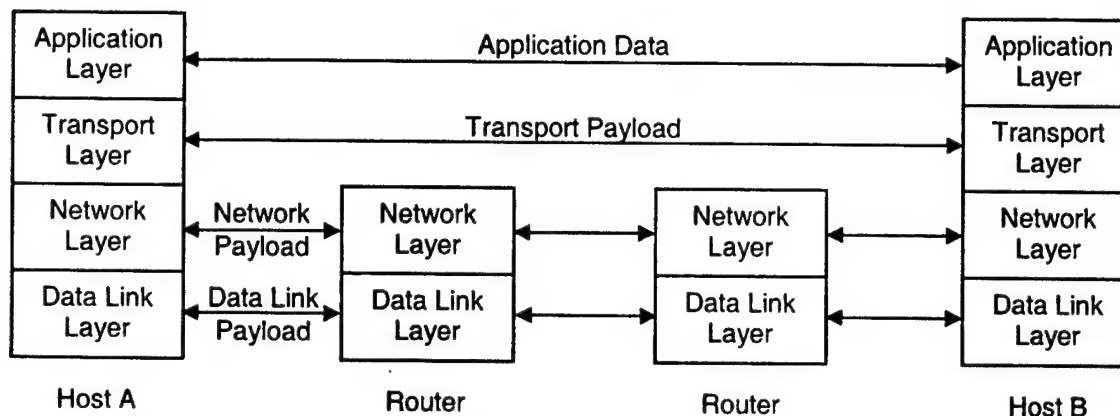 Application
Layer
Application Data
Application
Layer
Transport
Layer
Transport Payload
Transport
Layer
Network
Layer
Network
Payload
Network
Layer
Network
Layer
Network
Layer
Data Link
Layer
Data Link
Payload
Data Link
Layer
Data Link
Layer
Data Link
Layer
Host A
Router
Router
Host B